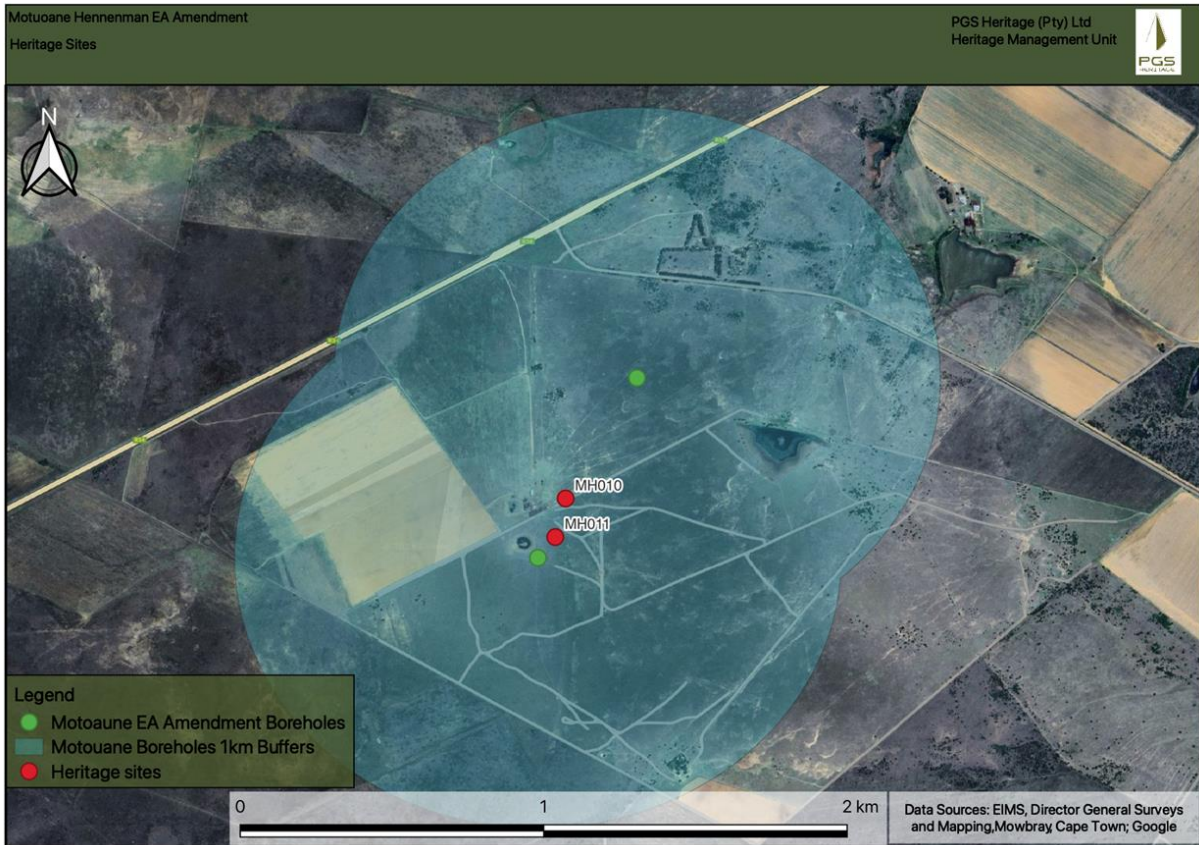 Motuoane Hennenman EA Amendment
Heritage Sites
PGS Heritage (Pty) Ltd
Heritage Management Unit
PGS
HERITAGE
N
MH010
MH011
Legend
Motoaune EA Amendment Boreholes
Motouane Boreholes 1km Buffers
Heritage sites
0 1 2 km
Data Sources: EIMS, Director General Surveys
and Mapping,Mowbray, Cape Town; Google